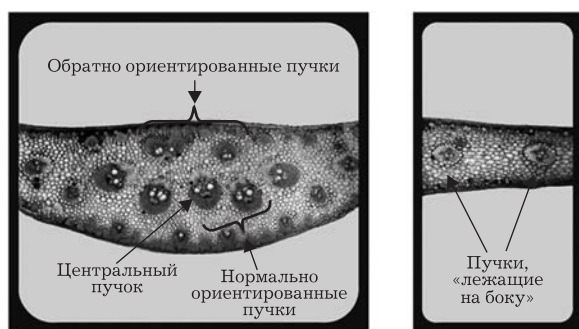 Обратно ориентированные пучки
Центральный
пучок
Нормально
ориентированные
пучки
Пучки,
«лежащие
на боку»